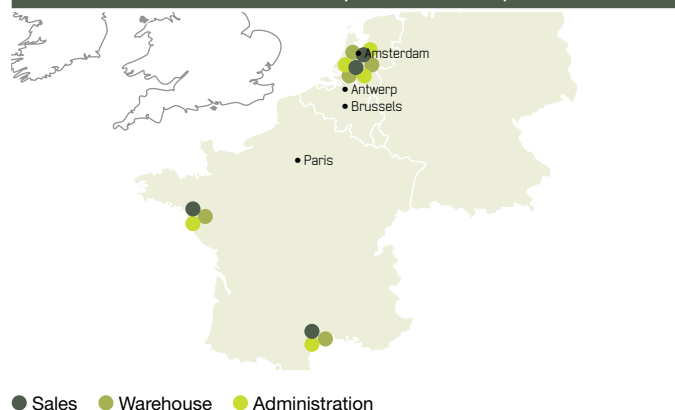 Amsterdam
Antwerp
Brussels
Paris
Sales Warehouse Administration